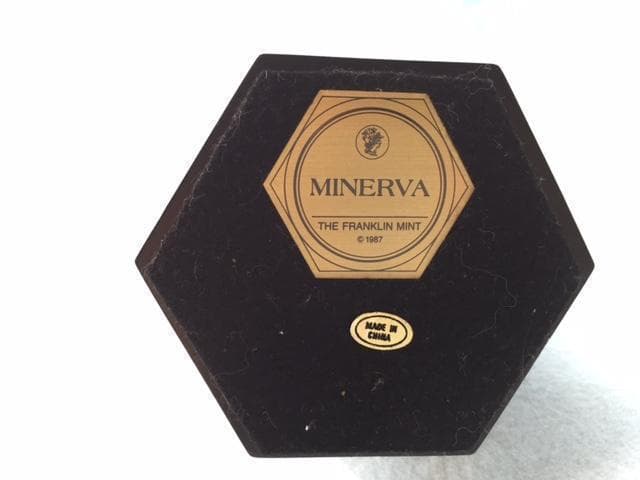 MINERVA
THE FRANKLIN MINT
© 1987
MADE IN
CHINA